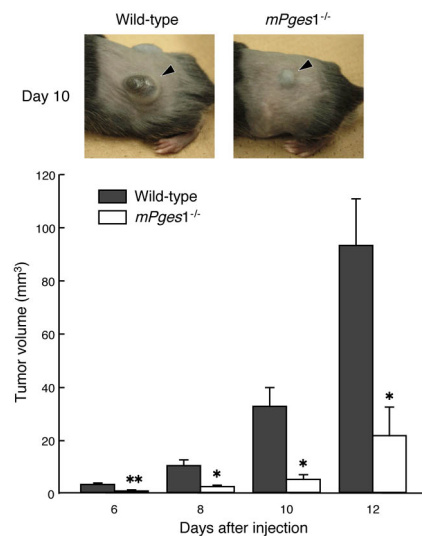 Wild-type
mPges1-/-
Day 10
120
100
80
60
40
20
0
Tumor volume (mm3)
Wild-type
mPges1-/-
**
*
*
*
6
8
10
12
Days after injection